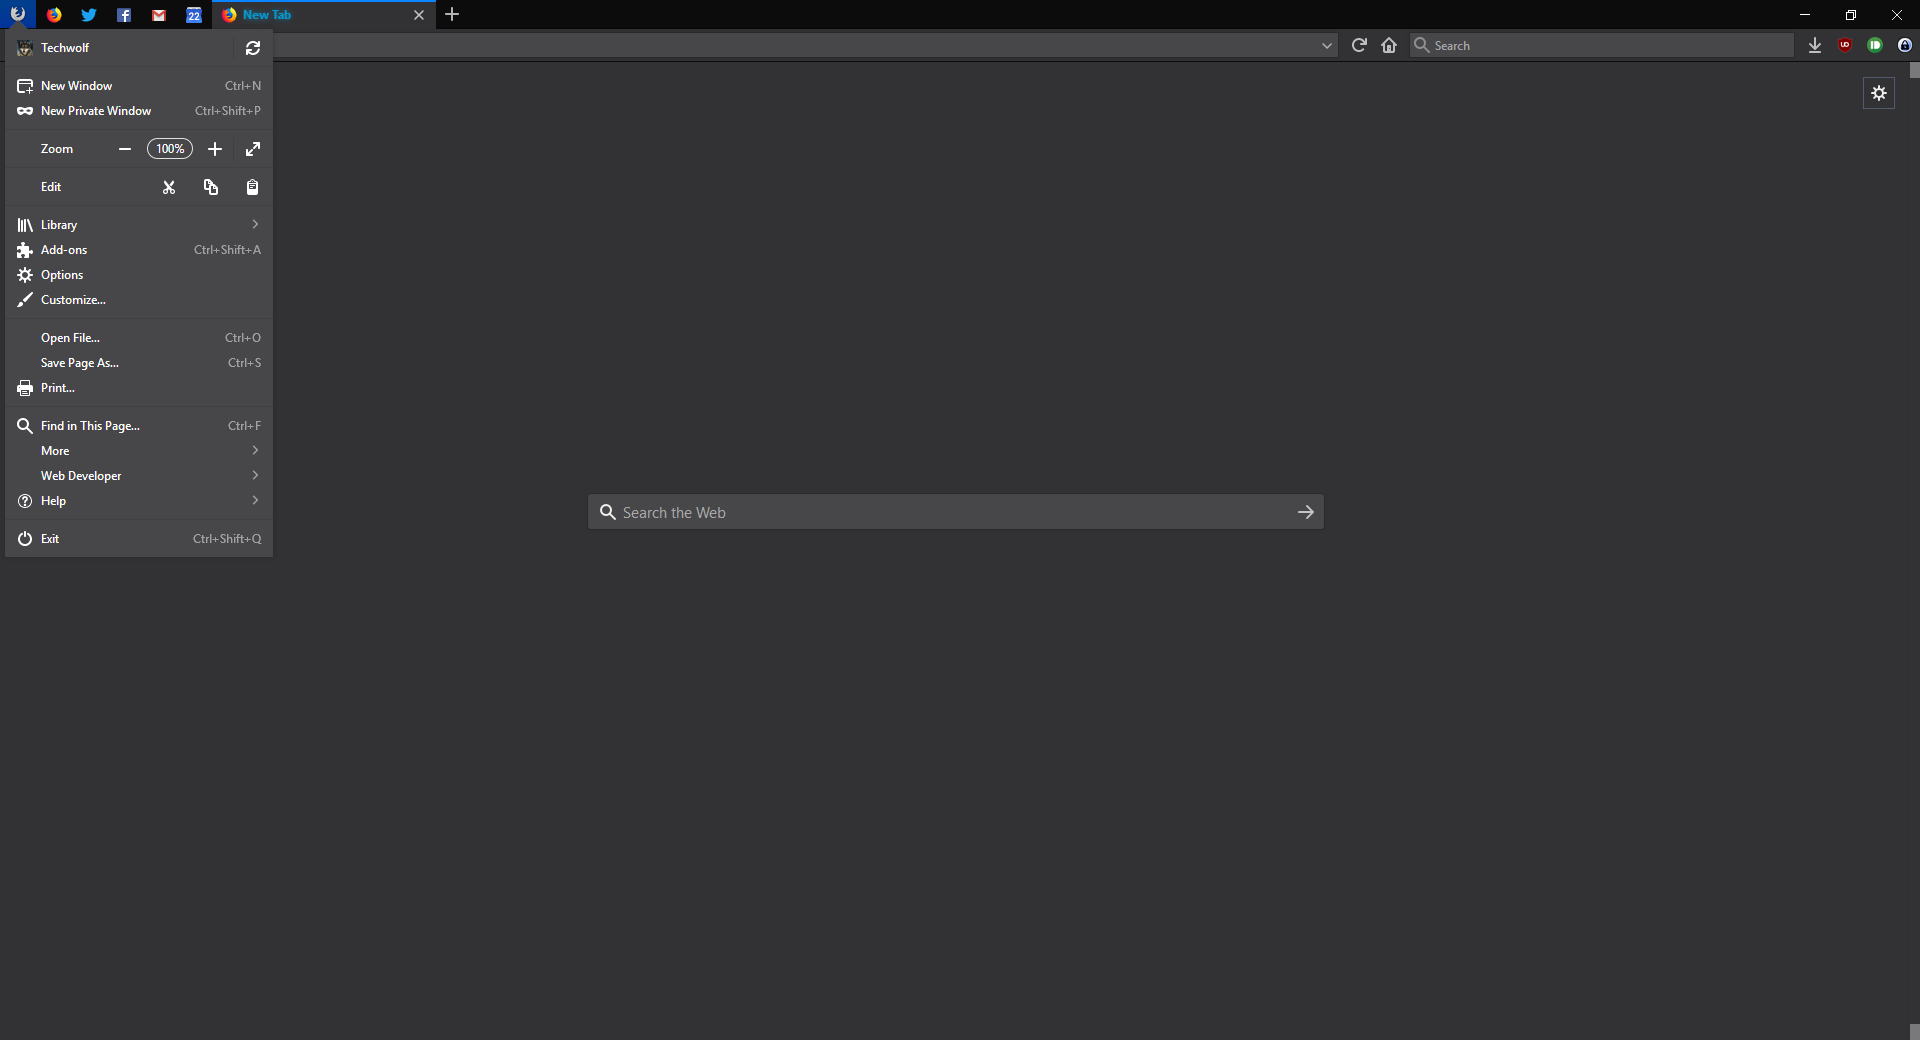 22
New Tab
Techwolf
Search
New Window Ctrl+N
New Private Window Ctrl+Shift+P
Zoom 100%
Edit
Library
Add-ons Ctrl+Shift+A
Options
Customize...
Open File... Ctrl+O
Save Page As... Ctrl+S
Print...
Find in This Page... Ctrl+F
More
Web Developer
Help
Search the Web
Exit Ctrl+Shift+Q